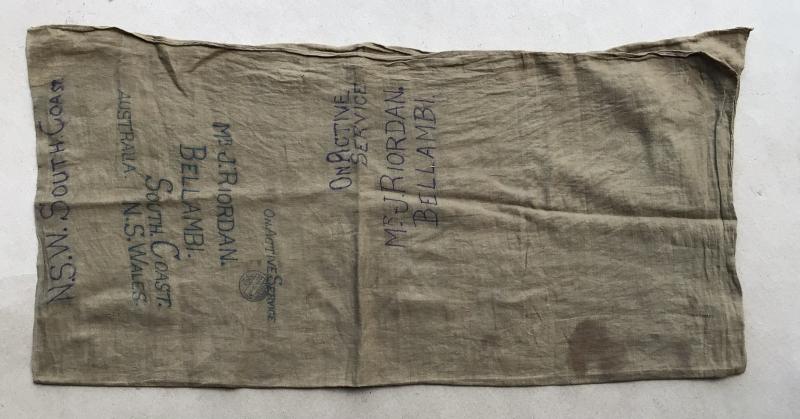 N.S.W. SOUTH COAST
ON ACTIVE SERVICE
Mr J RIORDAN.
BELLAMBI.
SOUTH COAST.
N.S. WALES.
AUSTRALIA
ON ACTIVE
SERVICE
Mr J RIORDAN.
BELLAMBI.